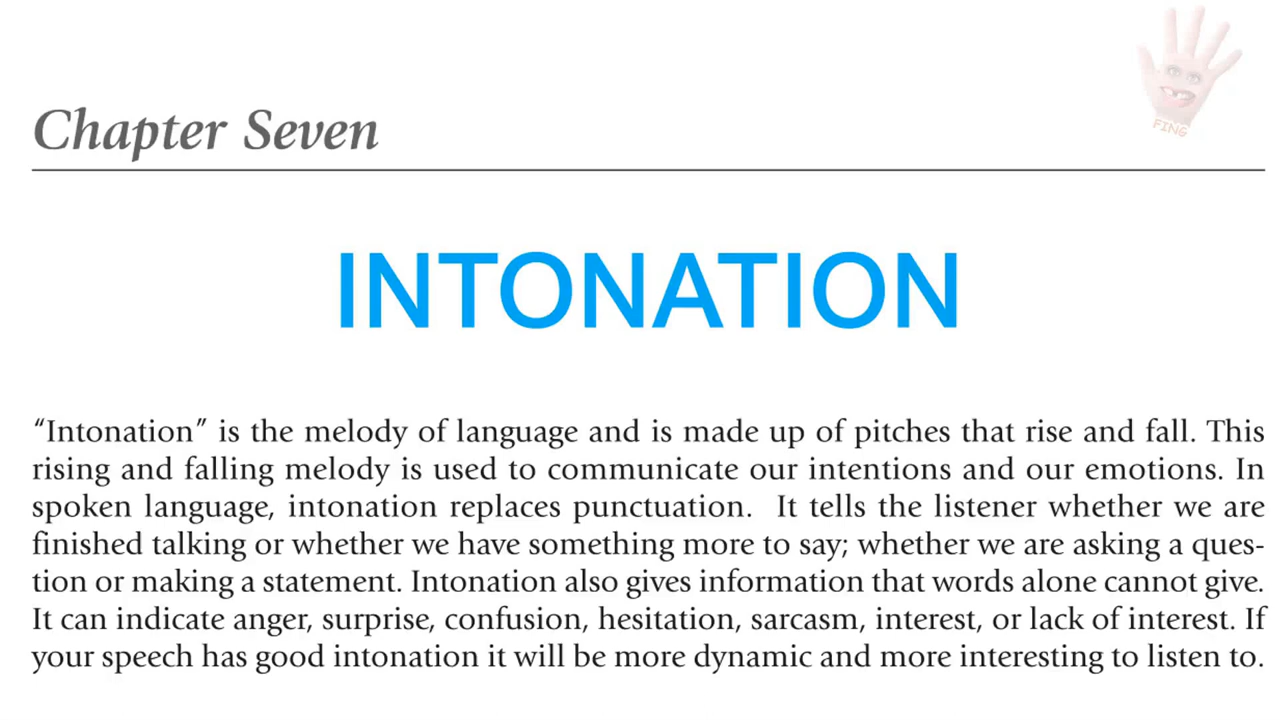 FING
Chapter Seven
INTONATION
“Intonation” is the melody of language and is made up of pitches that rise and fall. This
rising and falling melody is used to communicate our intentions and our emotions. In
spoken language, intonation replaces punctuation.  It tells the listener whether we are
finished talking or whether we have something more to say; whether we are asking a ques-
tion or making a statement. Intonation also gives information that words alone cannot give.
It can indicate anger, surprise, confusion, hesitation, sarcasm, interest, or lack of interest. If
your speech has good intonation it will be more dynamic and more interesting to listen to.